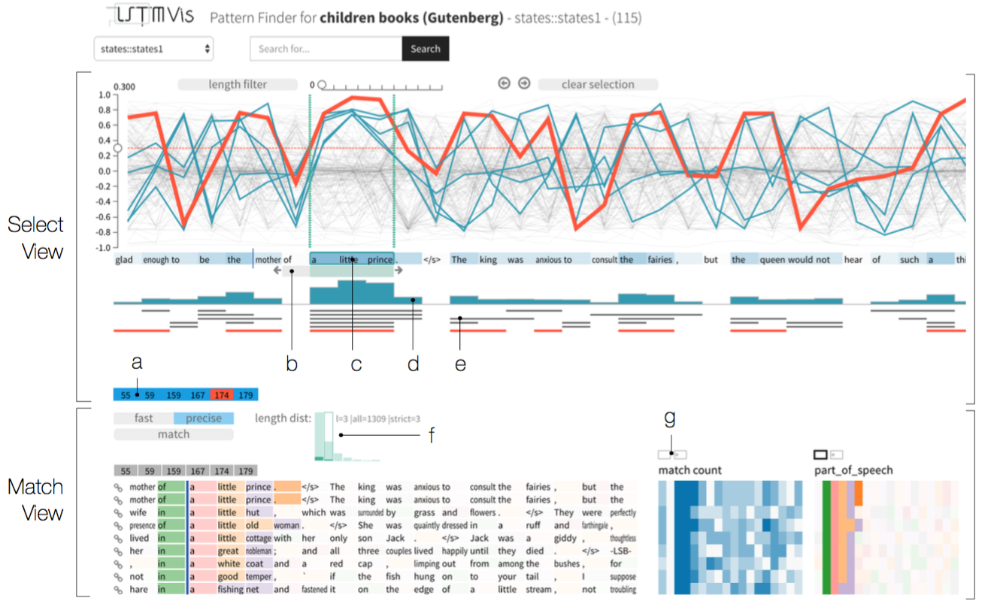 LSTMVis Pattern Finder for children books (Gutenberg) - states::states1 - (115)
states::states1 Search for... Search
0.300 length filter 0 clear selection
1.0
0.8
0.6
0.4
0.2
0.0
-0.2
-0.4
-0.6
-0.8
-1.0
Select
View
glad enough to be the mother of a little prince . </s> The king was anxious to consult the fairies , but the queen would not hear of such a thi
a b c d e
55 59 159 167 174 179
fast precise length dist: l=3 |all=1309 |strict=3
match f g
Match
View
55 59 159 167 174 179 match count part_of_speech
mother of a little prince . </s> The king was anxious to consult the fairies , but the
mother of a little prince . </s> The king was anxious to consult the fairies , but the
wife in a little hut , which was surrounded by grass and flowers . </s> They were perfectly
presence of a little old woman . </s> She was quaintly dressed in a ruff and farthingale ,
lived in a little cottage with her only son Jack . </s> Jack was a giddy , thoughtless
her in a great nobleman ; and all three couples lived happily until they died . </s> -LSB-
, in a white coat and a red cap , limping out from among the bushes , for
not in a good temper , ` if the fish hung on to your tail , I suppose
hare in a fishing net and fastened it on the edge of a little stream , not troubling